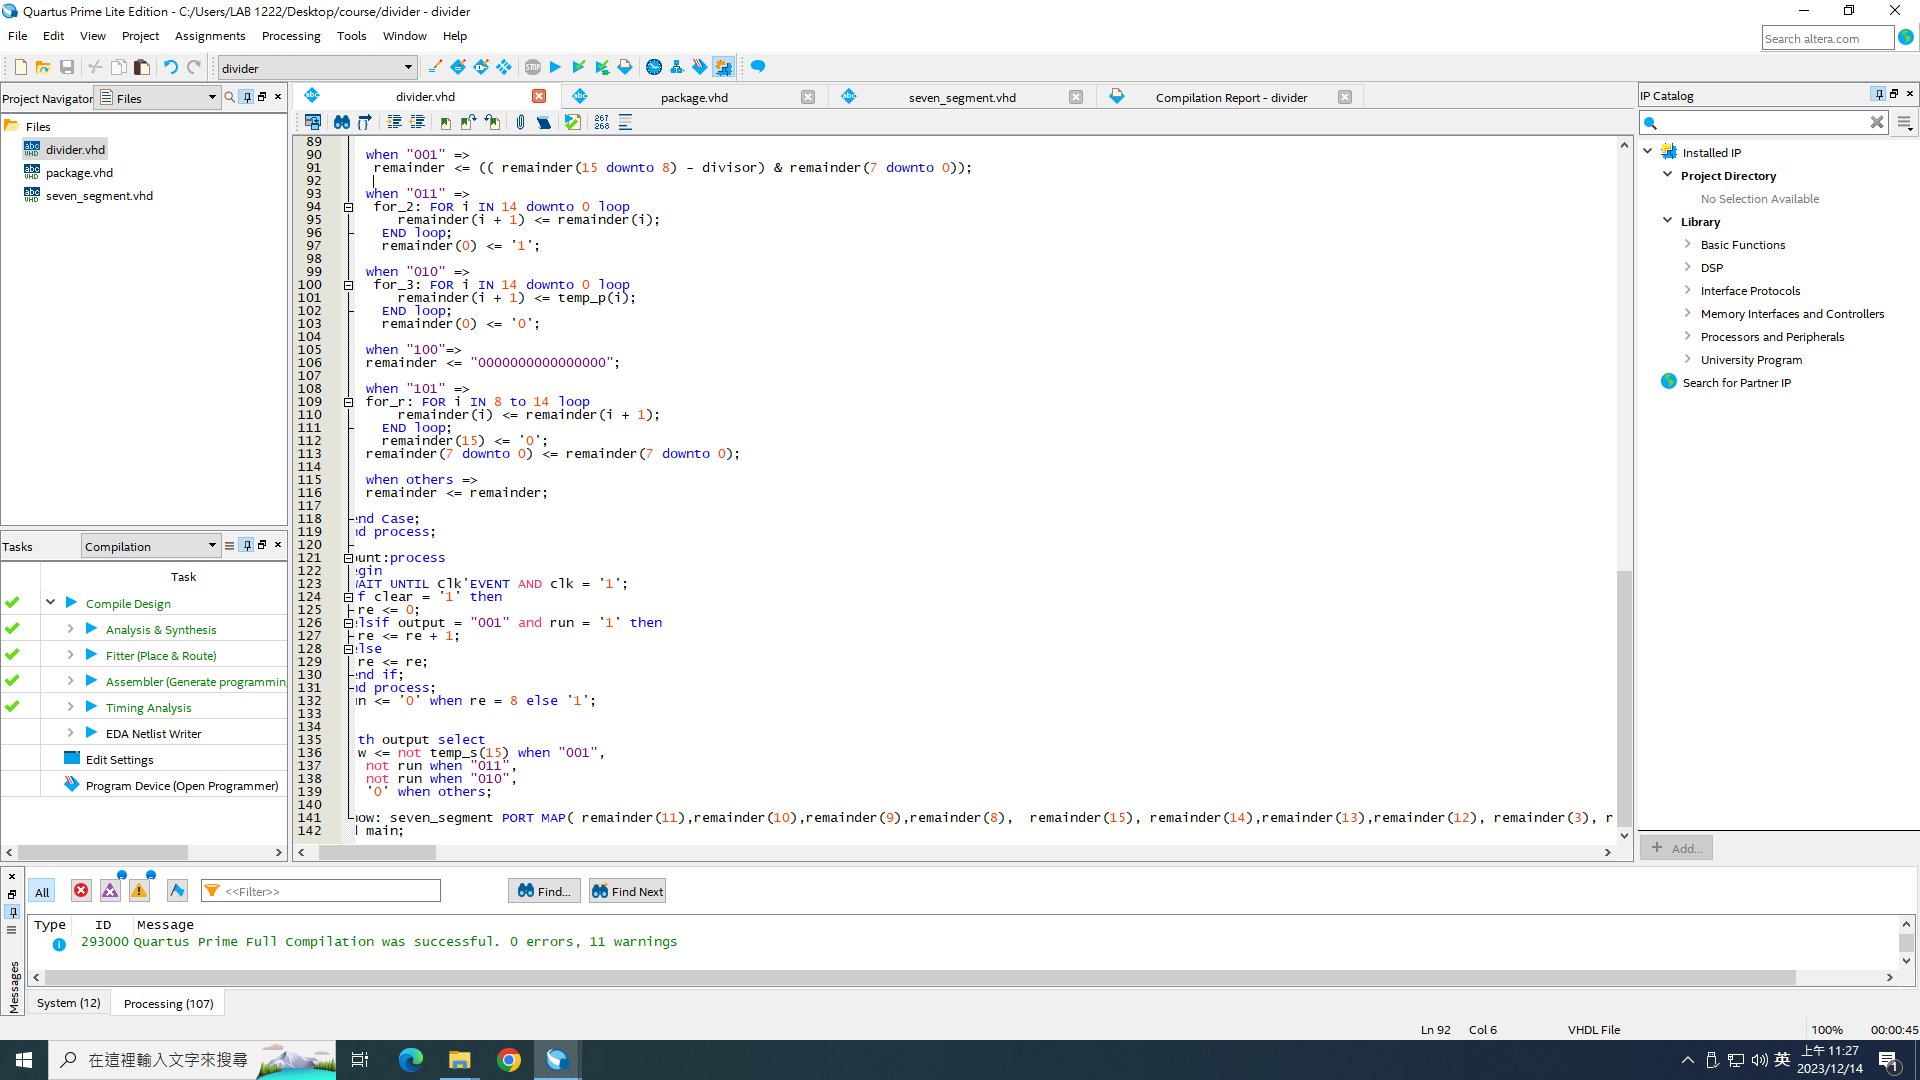 Quartus Prime Lite Edition - C:/Users/LAB 1222/Desktop/course/divider - divider
File Edit View Project Assignments Processing Tools Window Help
Search altera.com
divider
Project Navigator Files
Files
divider.vhd
package.vhd
seven_segment.vhd
Tasks Compilation
Task
Compile Design
Analysis & Synthesis
Fitter (Place & Route)
Assembler (Generate programmin
Timing Analysis
EDA Netlist Writer
Edit Settings
Program Device (Open Programmer)
divider.vhd package.vhd seven_segment.vhd Compilation Report - divider
267
268
89
90 when "001" =>
91 remainder <= (( remainder(15 downto 8) - divisor) & remainder(7 downto 0));
92
93 when "011" =>
94 for_2: FOR i IN 14 downto 0 loop
95 remainder(i + 1) <= remainder(i);
96 END loop;
97 remainder(0) <= '1';
98
99 when "010" =>
100 for_3: FOR i IN 14 downto 0 loop
101 remainder(i + 1) <= temp_p(i);
102 END loop;
103 remainder(0) <= '0';
104
105 when "100"=>
106 remainder <= "0000000000000000";
107
108 when "101" =>
109 for_r: FOR i IN 8 to 14 loop
110 remainder(i) <= remainder(i + 1);
111 END loop;
112 remainder(15) <= '0';
113 remainder(7 downto 0) <= remainder(7 downto 0);
114
115 when others =>
116 remainder <= remainder;
117
118 end Case;
119 nd process;
120
121 ount:process
122 egin
123 WAIT UNTIL Clk'EVENT AND clk = '1';
124 f clear = '1' then
125 re <= 0;
126 elsif output = "001" and run = '1' then
127 re <= re + 1;
128 else
129 re <= re;
130 end if;
131 nd process;
132 un <= '0' when re = 8 else '1';
133
134
135 th output select
136 w <= not temp_s(15) when "001",
137 not run when "011",
138 not run when "010",
139 '0' when others;
140
141 how: seven_segment PORT MAP( remainder(11),remainder(10),remainder(9),remainder(8), remainder(15), remainder(14),remainder(13),remainder(12), remainder(3), r
142 d main;
IP Catalog
Installed IP
Project Directory
No Selection Available
Library
Basic Functions
DSP
Interface Protocols
Memory Interfaces and Controllers
Processors and Peripherals
University Program
Search for Partner IP
+ Add...
All <<Filter>> Find... Find Next
Type ID Message
293000 Quartus Prime Full Compilation was successful. 0 errors, 11 warnings
System (12) Processing (107)
Messages
Ln 92 Col 6 VHDL File 100% 00:00:45
在這裡輸入文字來搜尋
英
上午 11:27
2023/12/14
1